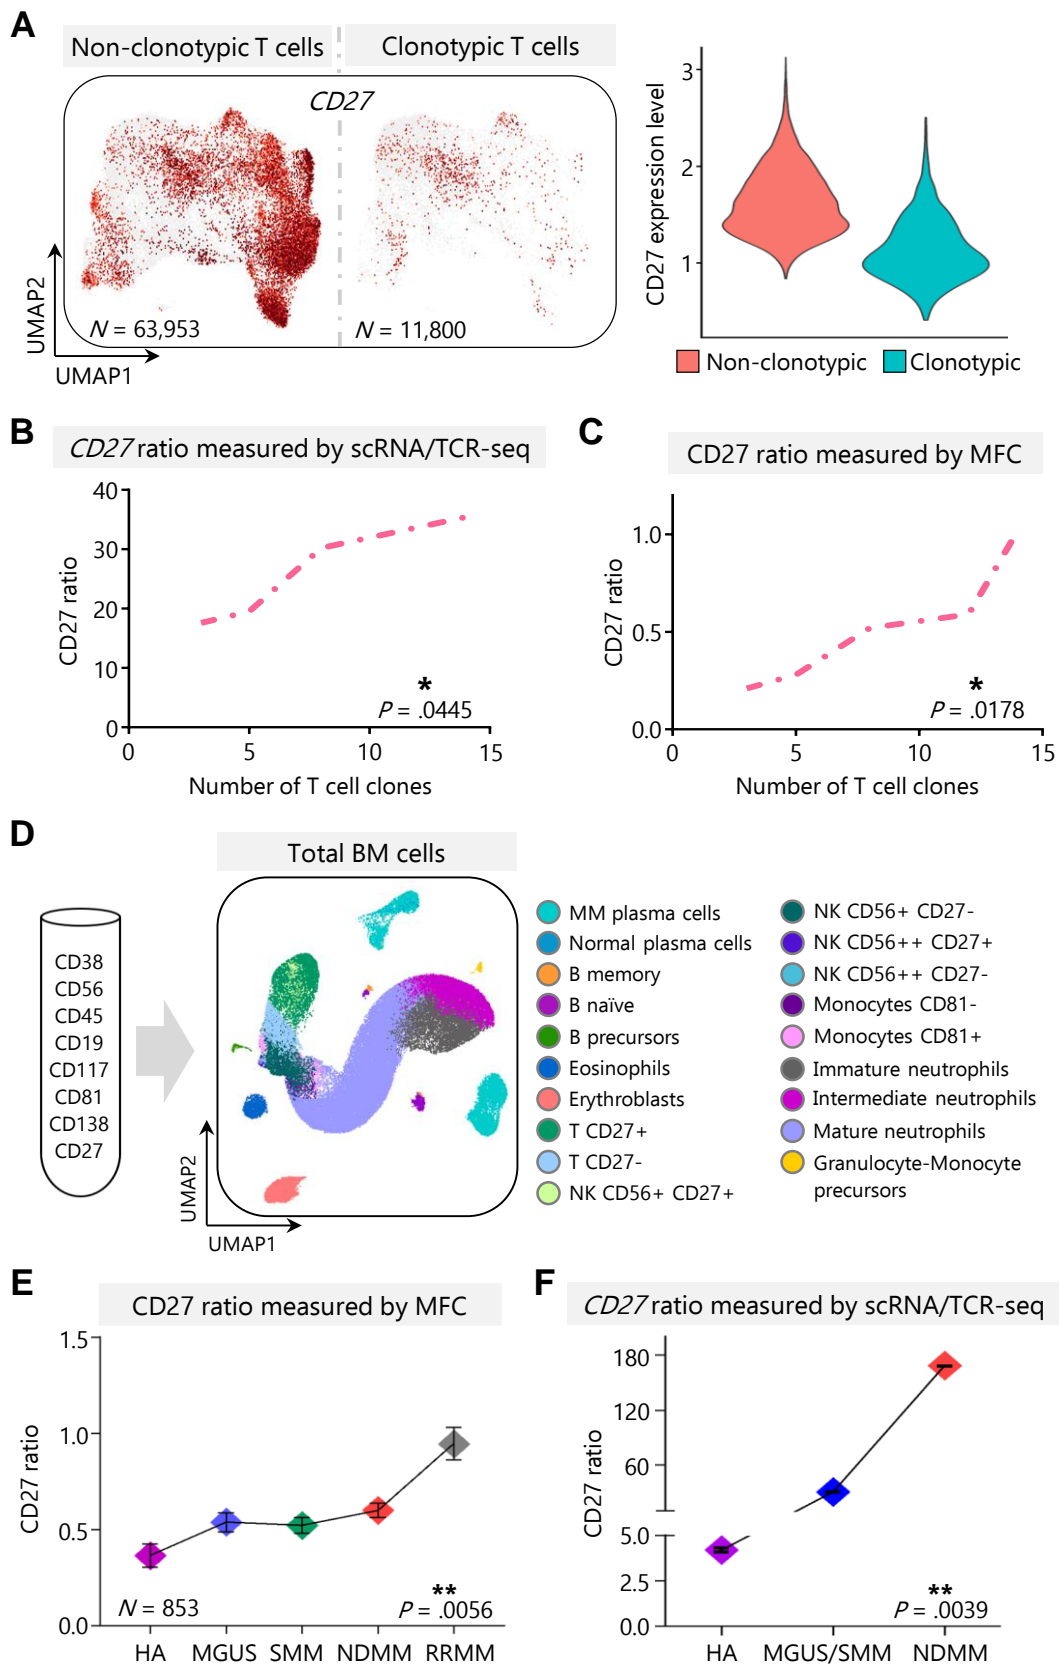 A
Non-clonotypic T cells
Clonotypic T cells
CD27
N = 63,953
N = 11,800
UMAP2
UMAP1
CD27 expression level
3
2
1
Non-clonotypic
Clonotypic
B
CD27 ratio measured by scRNA/TCR-seq
CD27 ratio
40
30
20
10
0
*
P = .0445
0 5 10 15
Number of T cell clones
C
CD27 ratio measured by MFC
CD27 ratio
1.0
0.5
0.0
*
P = .0178
0 5 10 15
Number of T cell clones
D
Total BM cells
CD38
CD56
CD45
CD19
CD117
CD81
CD138
CD27
UMAP2
UMAP1
MM plasma cells
Normal plasma cells
B memory
B naïve
B precursors
Eosinophils
Erythroblasts
T CD27+
T CD27-
NK CD56+ CD27+
NK CD56+ CD27-
NK CD56++ CD27+
NK CD56++ CD27-
Monocytes CD81-
Monocytes CD81+
Immature neutrophils
Intermediate neutrophils
Mature neutrophils
Granulocyte-Monocyte
precursors
E
CD27 ratio measured by MFC
CD27 ratio
1.5
1.0
0.5
0.0
N = 853
**
P = .0056
HA MGUS SMM NDMM RRMM
F
CD27 ratio measured by scRNA/TCR-seq
CD27 ratio
180
120
60
5.0
2.5
0.0
**
P = .0039
HA MGUS/SMM NDMM